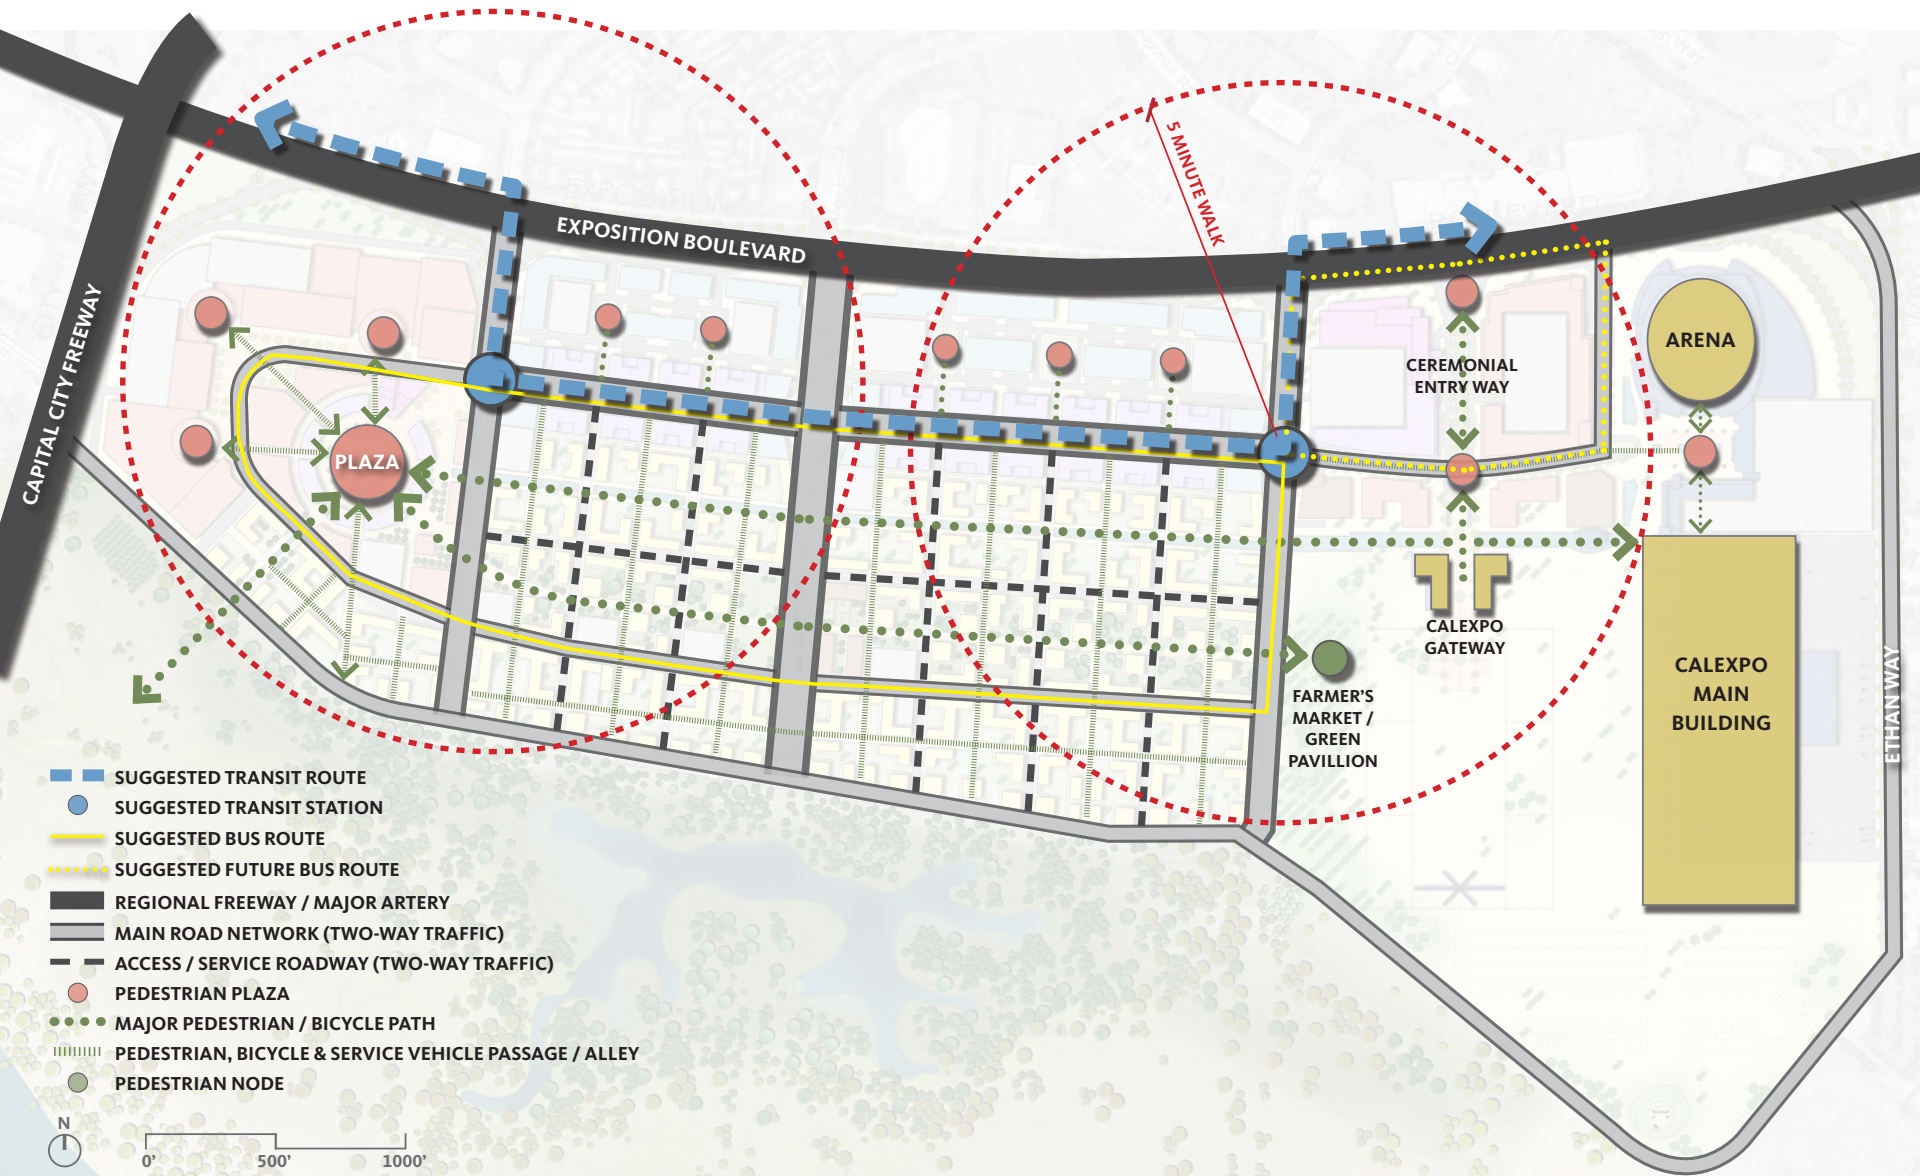 EXPOSITION BOULEVARD
5 MINUTE WALK
CAPITAL CITY FREEWAY
CEREMONIAL
ENTRY WAY
ARENA
PLAZA
CALEXPO
GATEWAY
CALEXPO
MAIN
BUILDING
FARMER'S
MARKET /
GREEN
PAVILLION
ETHAN WAY
SUGGESTED TRANSIT ROUTE
SUGGESTED TRANSIT STATION
SUGGESTED BUS ROUTE
SUGGESTED FUTURE BUS ROUTE
REGIONAL FREEWAY / MAJOR ARTERY
MAIN ROAD NETWORK (TWO-WAY TRAFFIC)
ACCESS / SERVICE ROADWAY (TWO-WAY TRAFFIC)
PEDESTRIAN PLAZA
MAJOR PEDESTRIAN / BICYCLE PATH
PEDESTRIAN, BICYCLE & SERVICE VEHICLE PASSAGE / ALLEY
PEDESTRIAN NODE
N
0' 500' 1000'